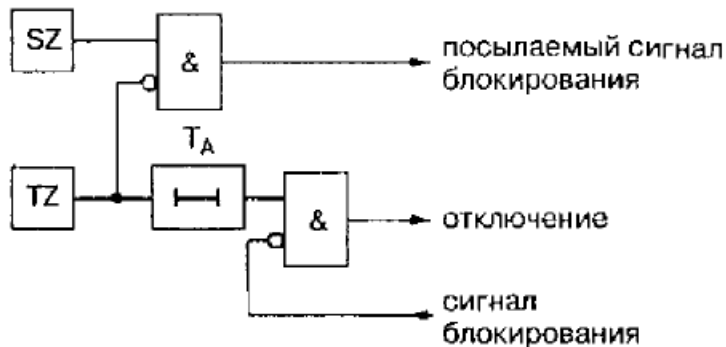 SZ
&
посылаемый сигнал
блокирования
T_A
TZ
&
отключение
сигнал
блокирования